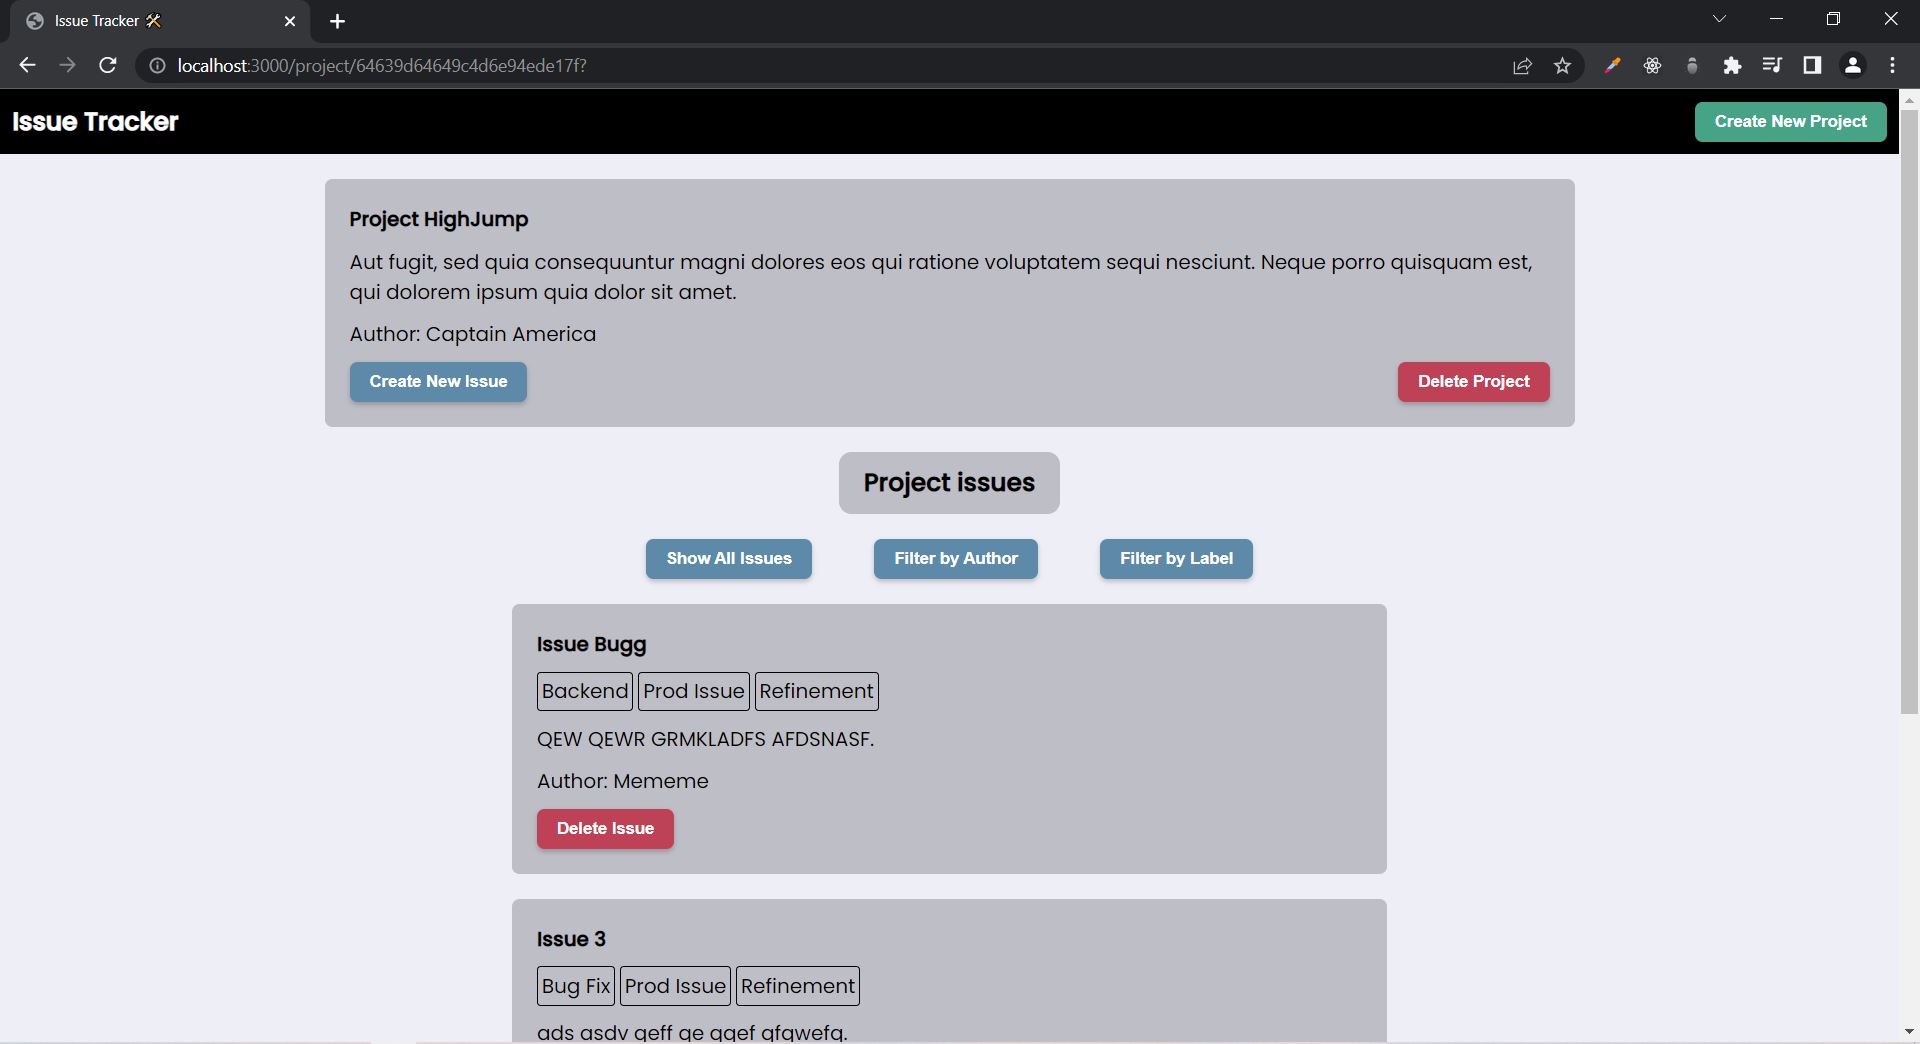 Issue Tracker 🛠
localhost:3000/project/64639d64649c4d6e94ede17f?
Issue Tracker
Create New Project
Project HighJump
Aut fugit, sed quia consequuntur magni dolores eos qui ratione voluptatem sequi nesciunt. Neque porro quisquam est,
qui dolorem ipsum quia dolor sit amet.
Author: Captain America
Create New Issue
Delete Project
Project issues
Show All Issues
Filter by Author
Filter by Label
Issue Bugg
Backend Prod Issue Refinement
QEW QEWR GRMKLADFS AFDSNASF.
Author: Mememe
Delete Issue
Issue 3
Bug Fix Prod Issue Refinement
ads asdv